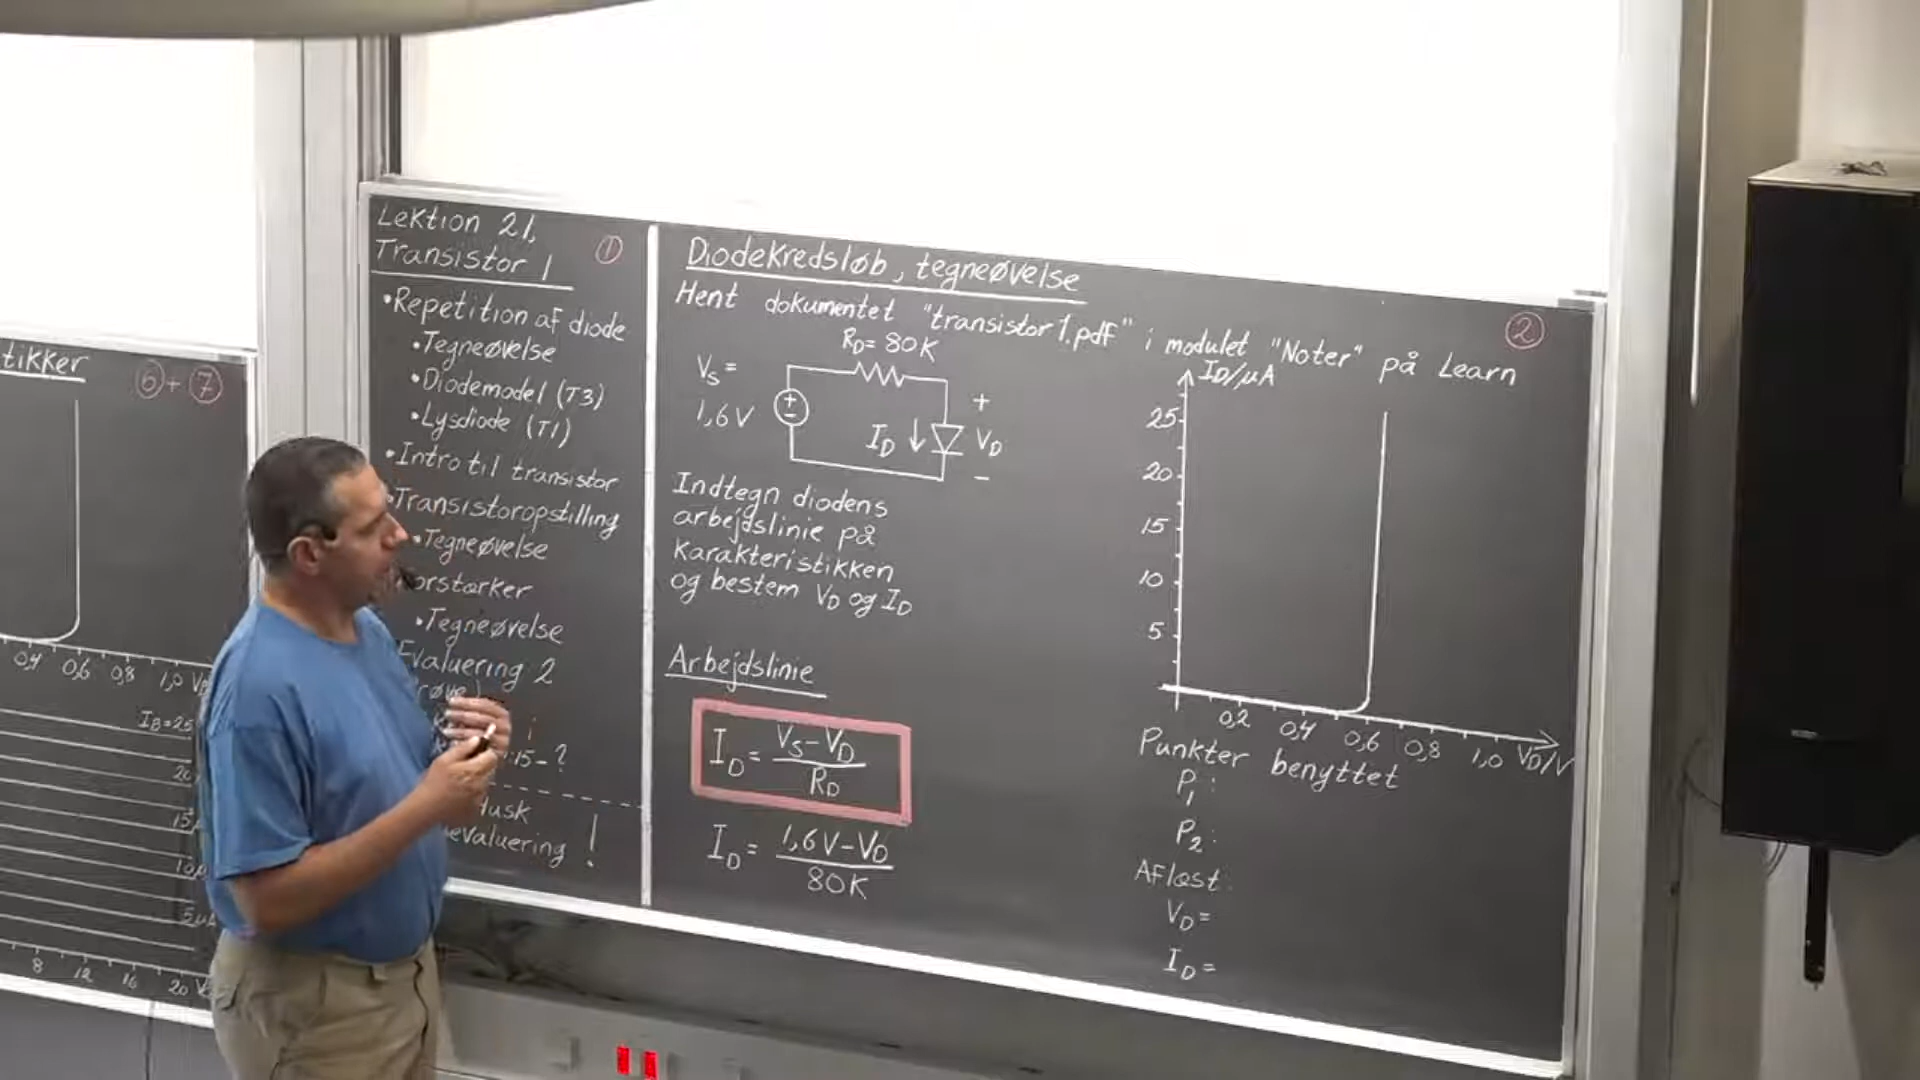 tikker
6 + 7
0,4 0,6 0,8 1,0
IB=25
20
15
10μ
5μA
8 12 16 20
Lektion 21,
Transistor 1
1
•Repetition af diode
•Tegneøvelse
•Diodemodel (T3)
•Lysdiode (T1)
•Intro til transistor
•Transistoropstilling
•Tegneøvelse
orstærker
•Tegneøvelse
Evaluering 2
røve)
:15-?
Husk
evaluering !
Diodekredsløb, tegneøvelse
2
Hent dokumentet "transistor1.pdf" i modulet "Noter" på Learn
RD= 80K
VS=
1,6V
+
-
ID
+
VD
-
Indtegn diodens
arbejdslinie på
karakteristikken
og bestem VD og ID
Arbejdslinie
ID= VS-VD
RD
ID= 1,6V-VD
80K
ID/μA
25
20
15
10
5
0,2 0,4 0,6 0,8 1,0 VD/V
Punkter benyttet
P1:
P2:
Aflæst:
VD=
ID=